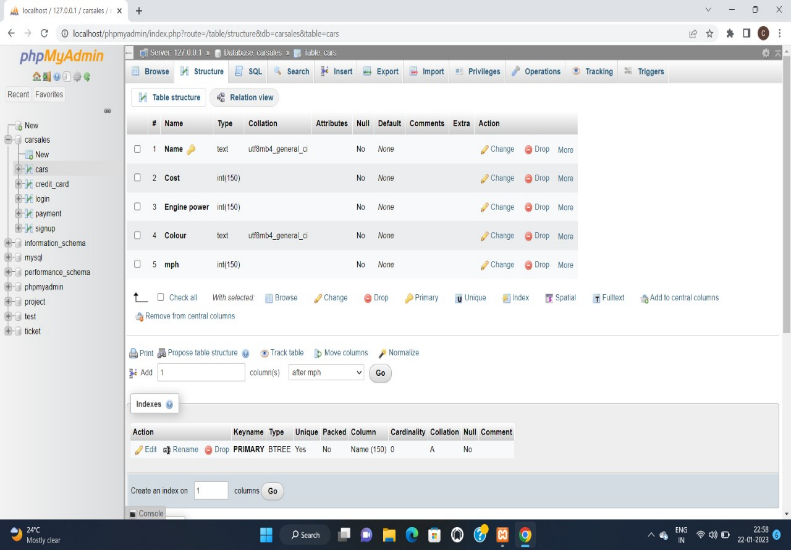 localhost / 127.0.0.1 / carsales / c
localhost/phpmyadmin/index.php?route=/table/structure&db=carsales&table=cars
phpMyAdmin
Recent Favorites
New
carsales
New
cars
credit_card
login
payment
signup
information_schema
mysql
performance_schema
phpmyadmin
project
test
ticket
Server: 127.0.0.1 » Database: carsales » Table: cars
Browse Structure SQL Search Insert Export Import Privileges Operations Tracking Triggers
Table structure Relation view
# Name Type Collation Attributes Null Default Comments Extra Action
1 Name text utf8mb4_general_ci No None Change Drop More
2 Cost int(150) No None Change Drop More
3 Engine power int(150) No None Change Drop More
4 Colour text utf8mb4_general_ci No None Change Drop More
5 mph int(150) No None Change Drop More
Check all With selected: Browse Change Drop Primary Unique Index Spatial Fulltext Add to central columns
Remove from central columns
Print Propose table structure Track table Move columns Normalize
Add 1 column(s) after mph Go
Indexes
Action Keyname Type Unique Packed Column Cardinality Collation Null Comment
Edit Rename Drop PRIMARY BTREE Yes No Name (150) 0 A No
Create an index on 1 columns Go
Console
24°C
Mostly clear
Search
ENG
IN
22:58
22-01-2023